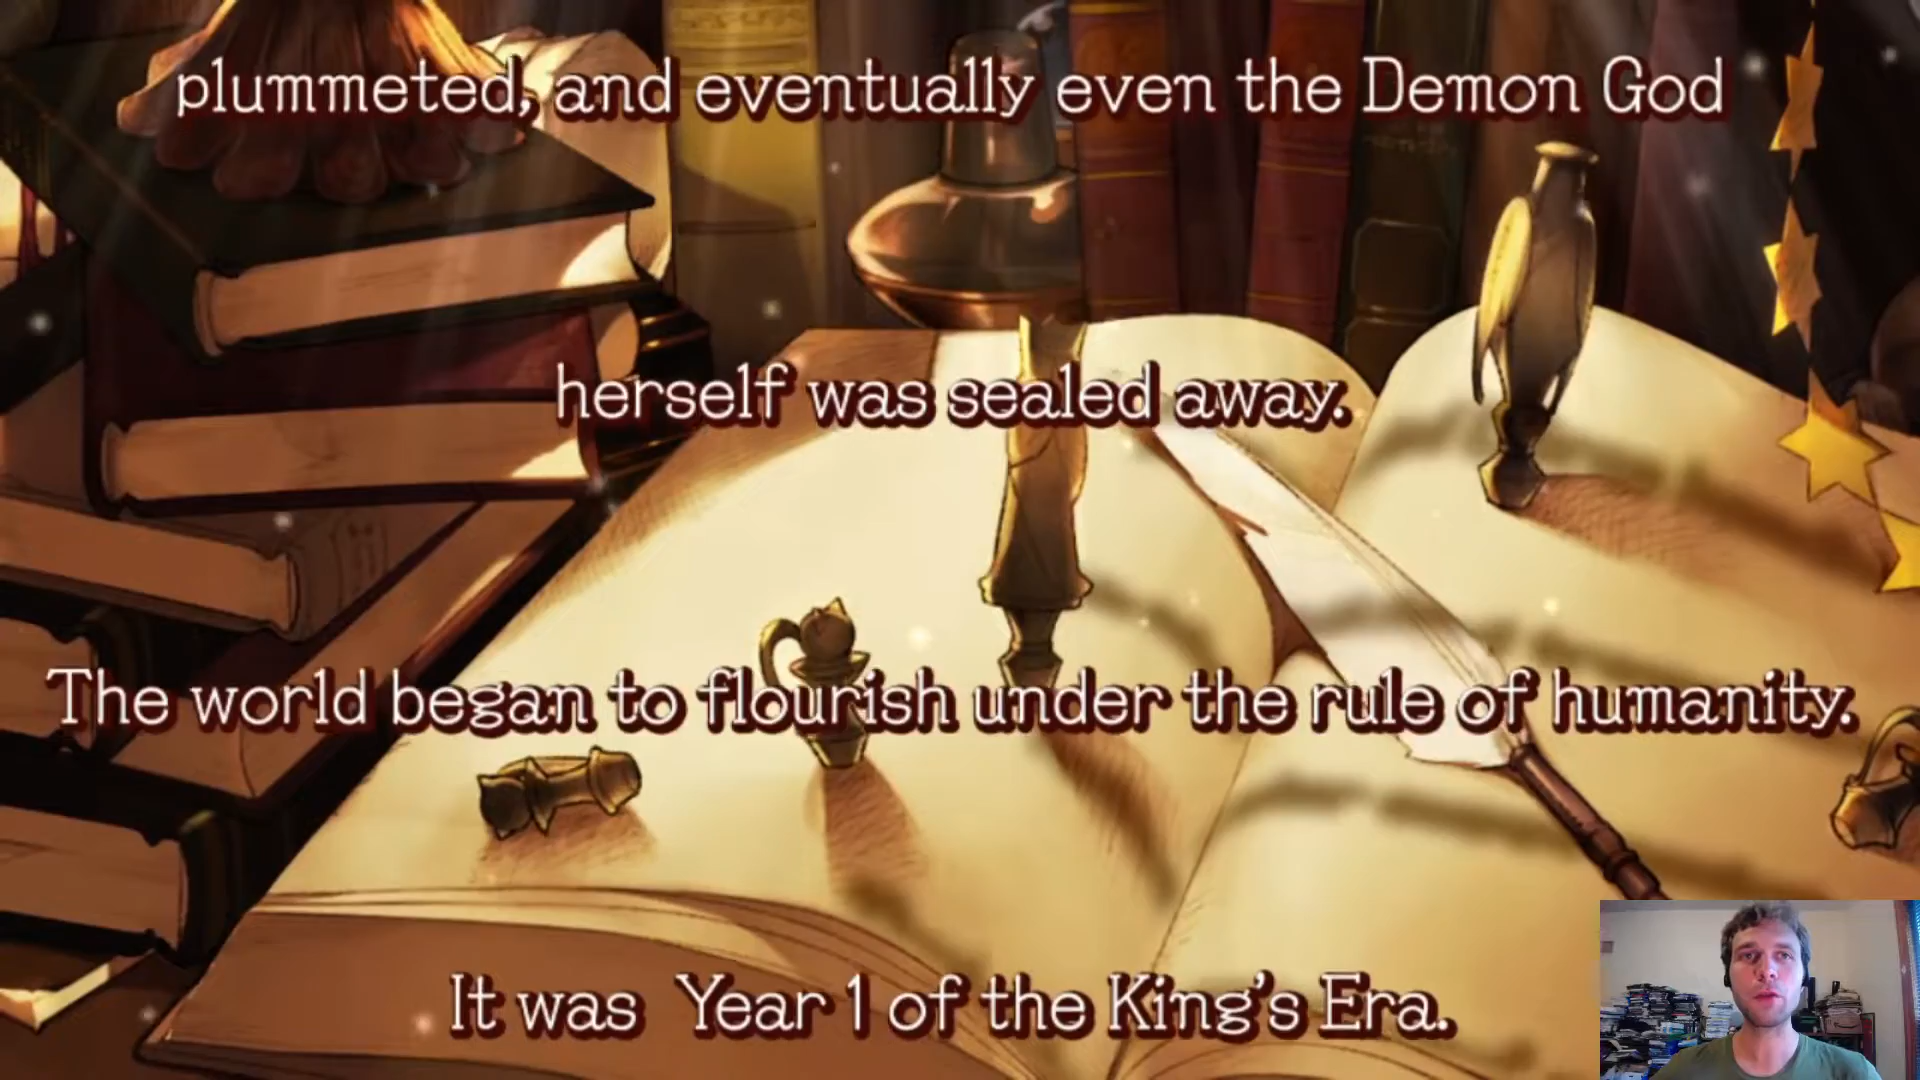 plummeted, and eventually even the Demon God
herself was sealed away.
The world began to flourish under the rule of humanity.
It was Year 1 of the King's Era.